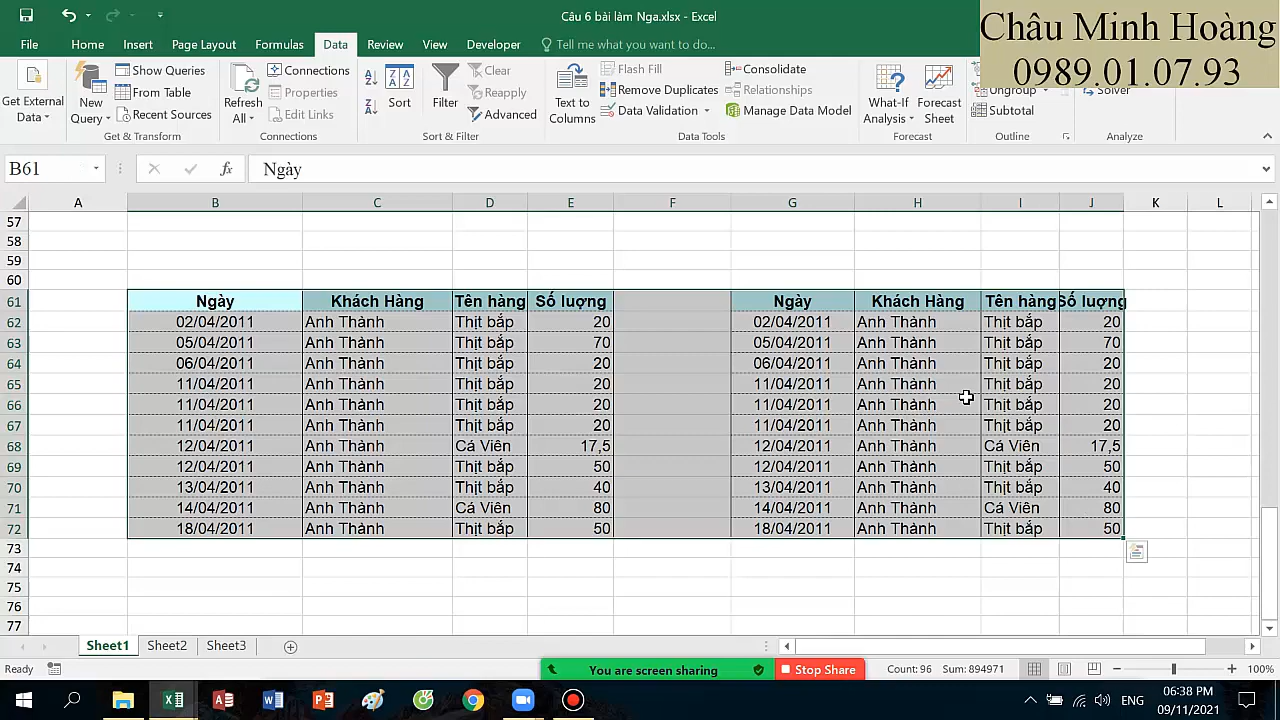 Câu 6 bài làm Nga.xlsx - Excel
Châu Minh Hoàng
0989.01.07.93
File Home Insert Page Layout Formulas Data Review View Developer Tell me what you want to do...
Get External Data
New Query
Show Queries
From Table
Recent Sources
Get & Transform
Refresh All
Connections
Properties
Edit Links
Connections
Sort
Filter
Clear
Reapply
Advanced
Sort & Filter
Text to Columns
Flash Fill
Remove Duplicates
Data Validation
Consolidate
Relationships
Manage Data Model
Data Tools
What-If Analysis
Forecast Sheet
Forecast
Ungroup
Subtotal
Outline
Solver
Analyze
B61 fx Ngày
A B C D E F G H I J K L
57
58
59
60
61 Ngày Khách Hàng Tên hàng Số luợng Ngày Khách Hàng Tên hàng Số luợng
62 02/04/2011 Anh Thành Thịt bắp 20 02/04/2011 Anh Thành Thịt bắp 20
63 05/04/2011 Anh Thành Thịt bắp 70 05/04/2011 Anh Thành Thịt bắp 70
64 06/04/2011 Anh Thành Thịt bắp 20 06/04/2011 Anh Thành Thịt bắp 20
65 11/04/2011 Anh Thành Thịt bắp 20 11/04/2011 Anh Thành Thịt bắp 20
66 11/04/2011 Anh Thành Thịt bắp 20 11/04/2011 Anh Thành Thịt bắp 20
67 11/04/2011 Anh Thành Thịt bắp 20 11/04/2011 Anh Thành Thịt bắp 20
68 12/04/2011 Anh Thành Cá Viên 17,5 12/04/2011 Anh Thành Cá Viên 17,5
69 12/04/2011 Anh Thành Thịt bắp 50 12/04/2011 Anh Thành Thịt bắp 50
70 13/04/2011 Anh Thành Thịt bắp 40 13/04/2011 Anh Thành Thịt bắp 40
71 14/04/2011 Anh Thành Cá Viên 80 14/04/2011 Anh Thành Cá Viên 80
72 18/04/2011 Anh Thành Thịt bắp 50 18/04/2011 Anh Thành Thịt bắp 50
73
74
75
76
77
Sheet1 Sheet2 Sheet3
Ready You are screen sharing Stop Share Count: 96 Sum: 894971 100%
ENG 06:38 PM
09/11/2021